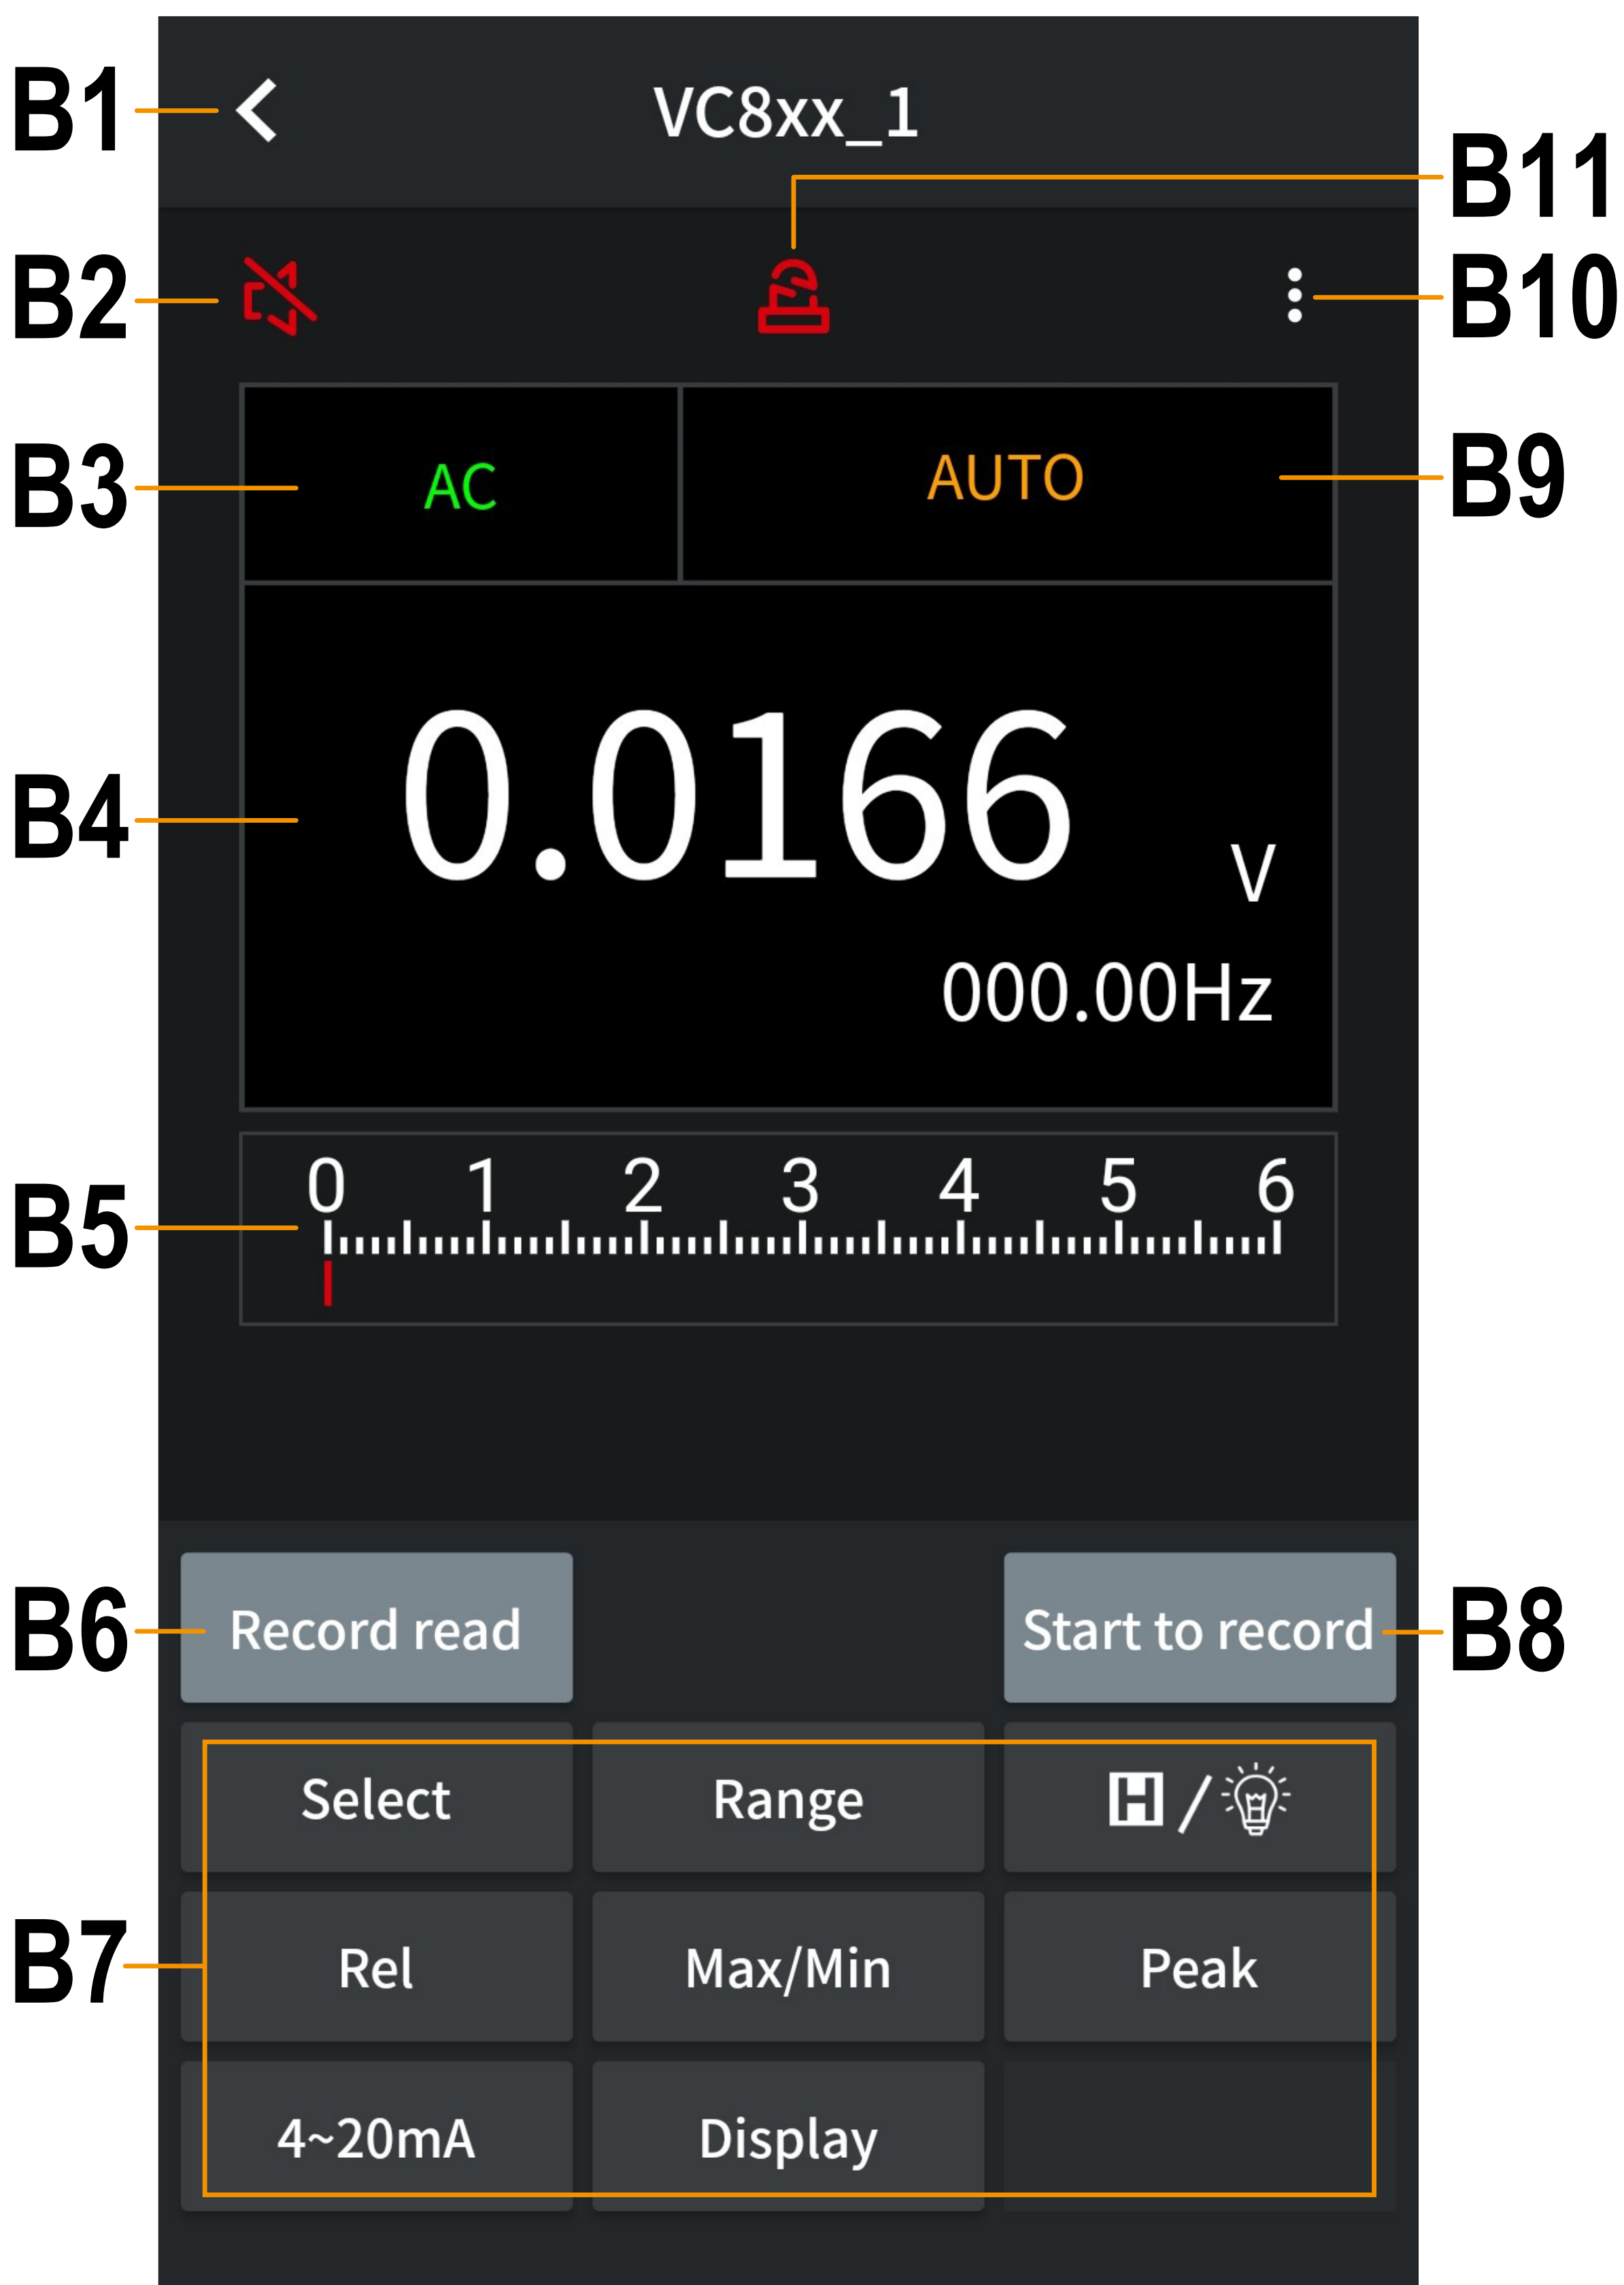 B1
VC8xx_1
B11
B2
B10
B3
AC
AUTO
B9
B4
0.0166 V
000.00Hz
B5
0 1 2 3 4 5 6
B6
Record read
Start to record
B8
Select
Range
H/
B7
Rel
Max/Min
Peak
4~20mA
Display